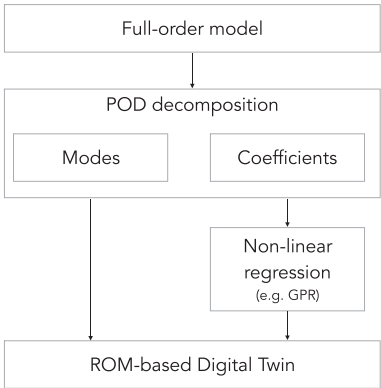 Full-order model
POD decomposition
Modes
Coefficients
Non-linear
regression
(e.g. GPR)
ROM-based Digital Twin